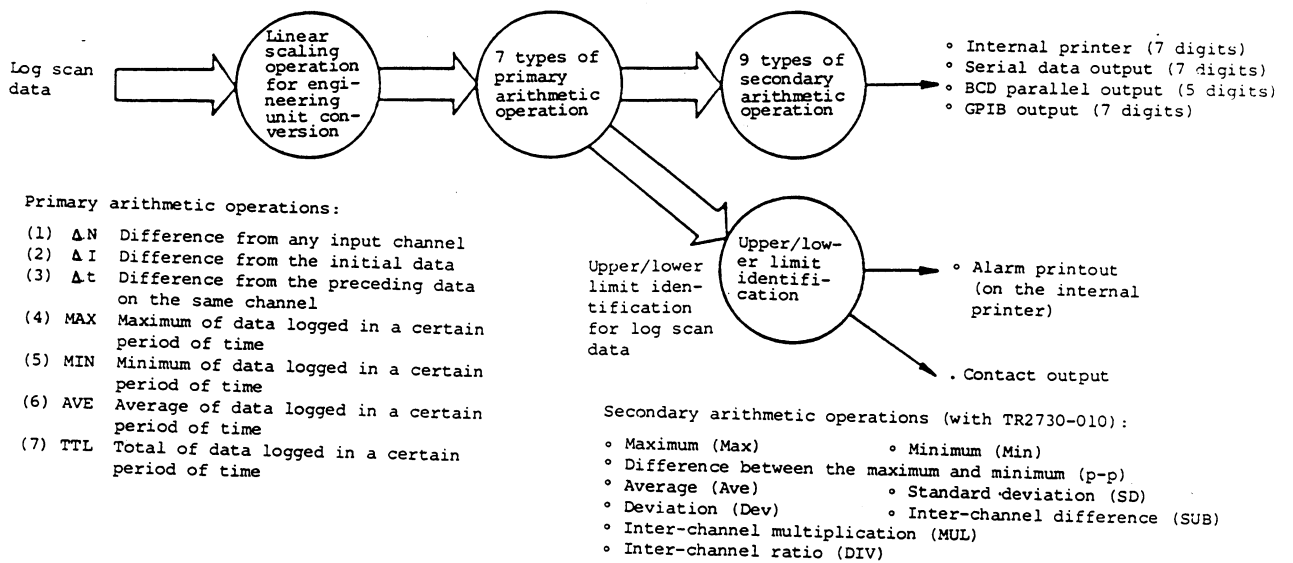 Log scan
data
Linear
scaling
operation
for engi-
neering
unit con-
version
7 types of
primary
arithmetic
operation
9 types of
secondary
arithmetic
operation
° Internal printer (7 digits)
° Serial data output (7 digits)
° BCD parallel output (5 digits)
° GPIB output (7 digits)
Primary arithmetic operations:
(1) ΔN Difference from any input channel
(2) ΔI Difference from the initial data
(3) Δt Difference from the preceding data
on the same channel
(4) MAX Maximum of data logged in a certain
period of time
(5) MIN Minimum of data logged in a certain
period of time
(6) AVE Average of data logged in a certain
period of time
(7) TTL Total of data logged in a certain
period of time
Upper/lower
limit iden-
tification
for log scan
data
Upper/low-
er limit
identifi-
cation
° Alarm printout
(on the internal
printer)
. Contact output
Secondary arithmetic operations (with TR2730-010):
° Maximum (Max) ° Minimum (Min)
° Difference between the maximum and minimum (p-p)
° Average (Ave) ° Standard deviation (SD)
° Deviation (Dev) ° Inter-channel difference (SUB)
° Inter-channel multiplication (MUL)
° Inter-channel ratio (DIV)